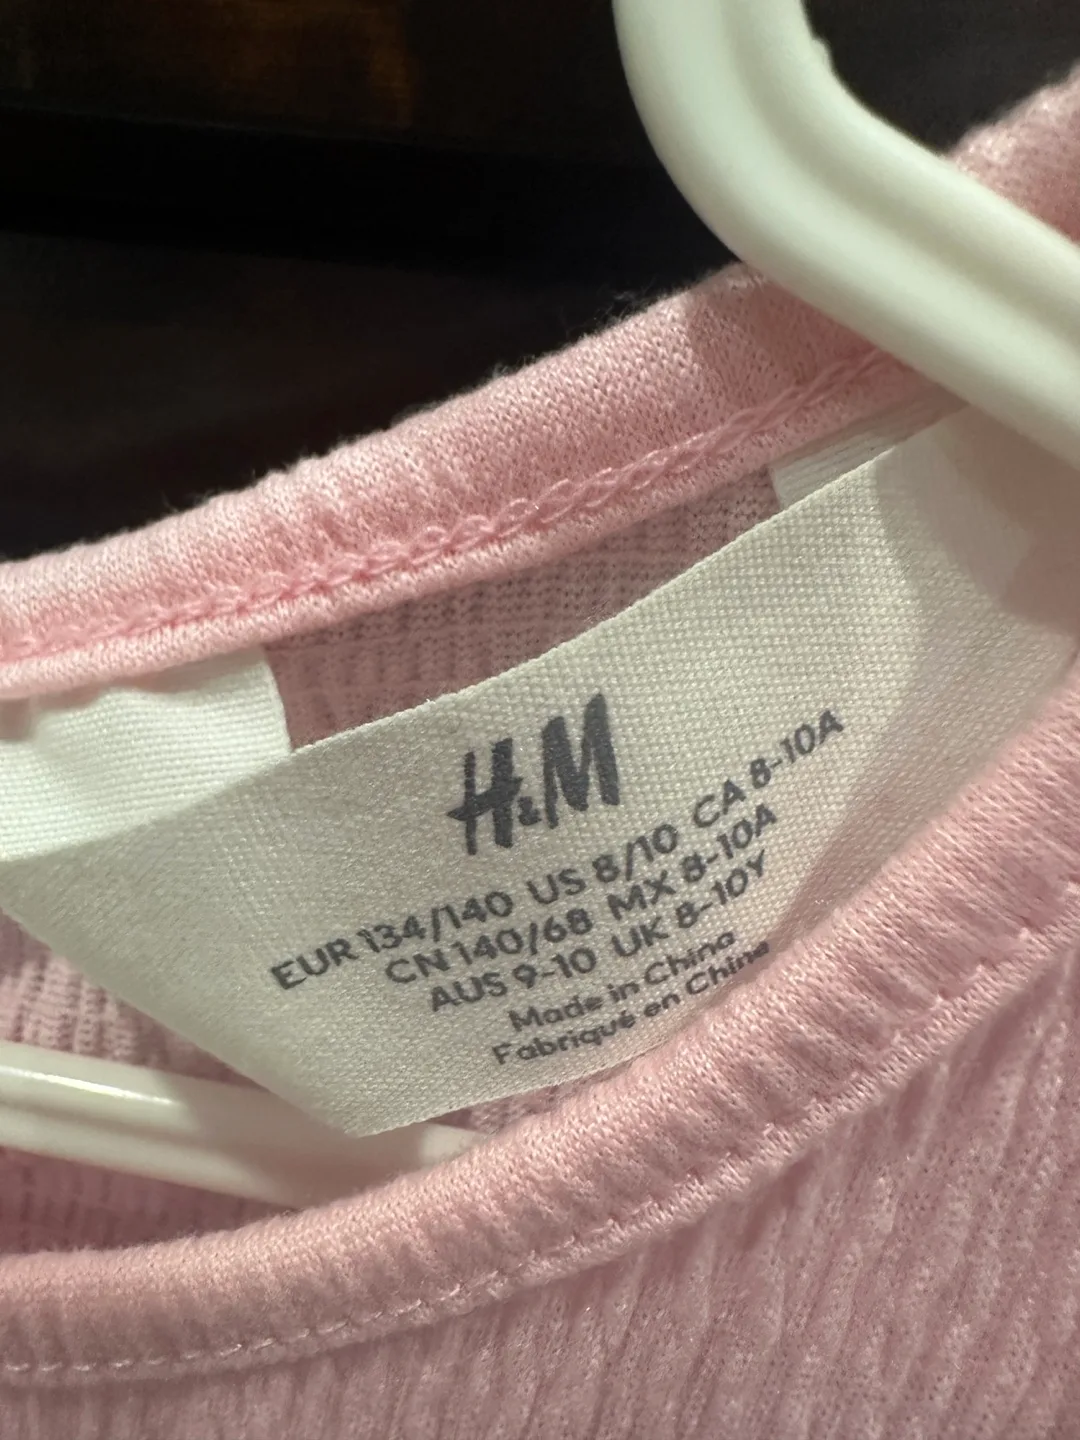 H&M
EUR 134/140 US 8/10 CA 8-10A
CN 140/68 MX 8-10A
AUS 9-10 UK 8-10Y
Made in China
Fabriqué en Chine